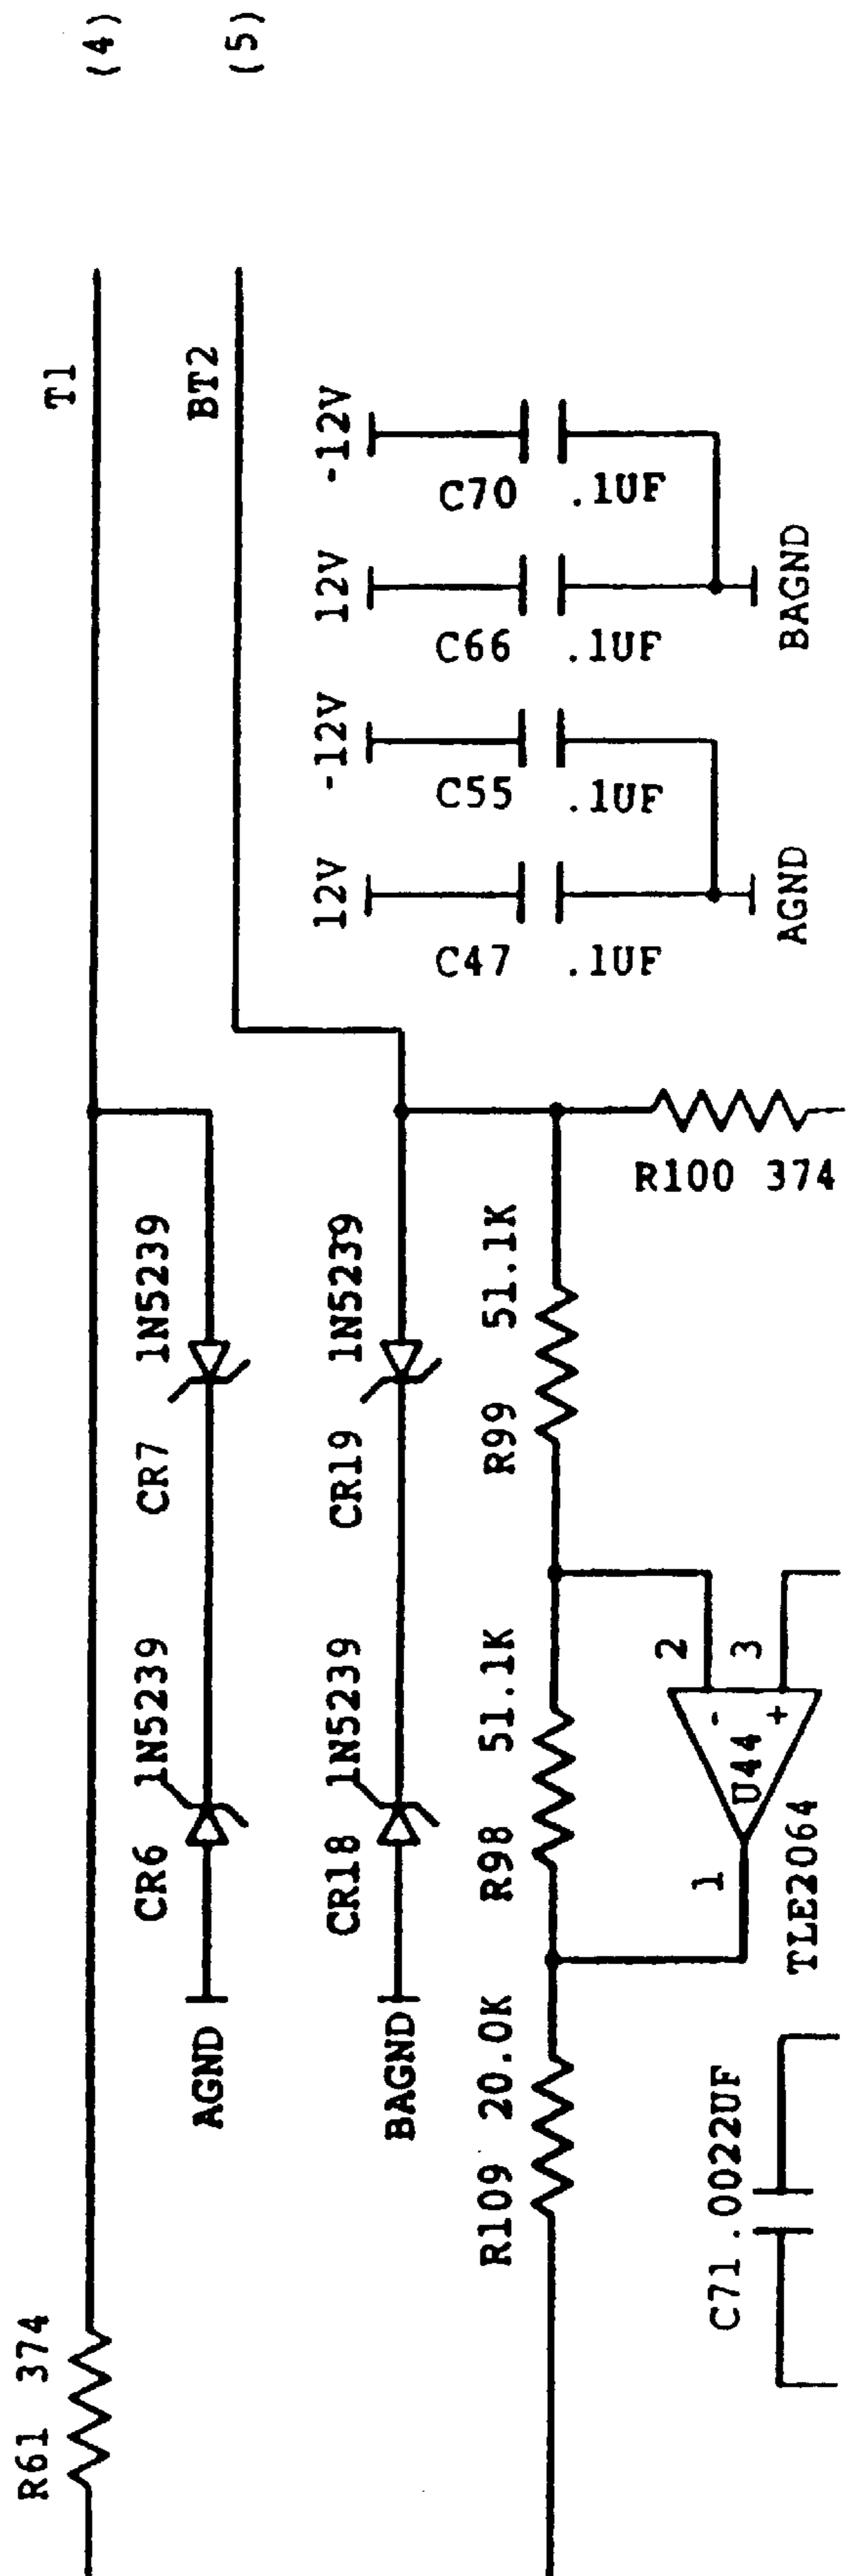 (4)
(5)
T1
BT2
R61 374
CR6 1N5239
CR7 1N5239
AGND
CR18 1N5239
CR19 1N5239
BAGND
12V
-12V
12V
-12V
C47 .1UF
C55 .1UF
C66 .1UF
C70 .1UF
AGND
BAGND
R109 20.0K
R98 51.1K
R99 51.1K
R100 374
2
3
-
+
U44
1
TLE2064
C71 .0022UF